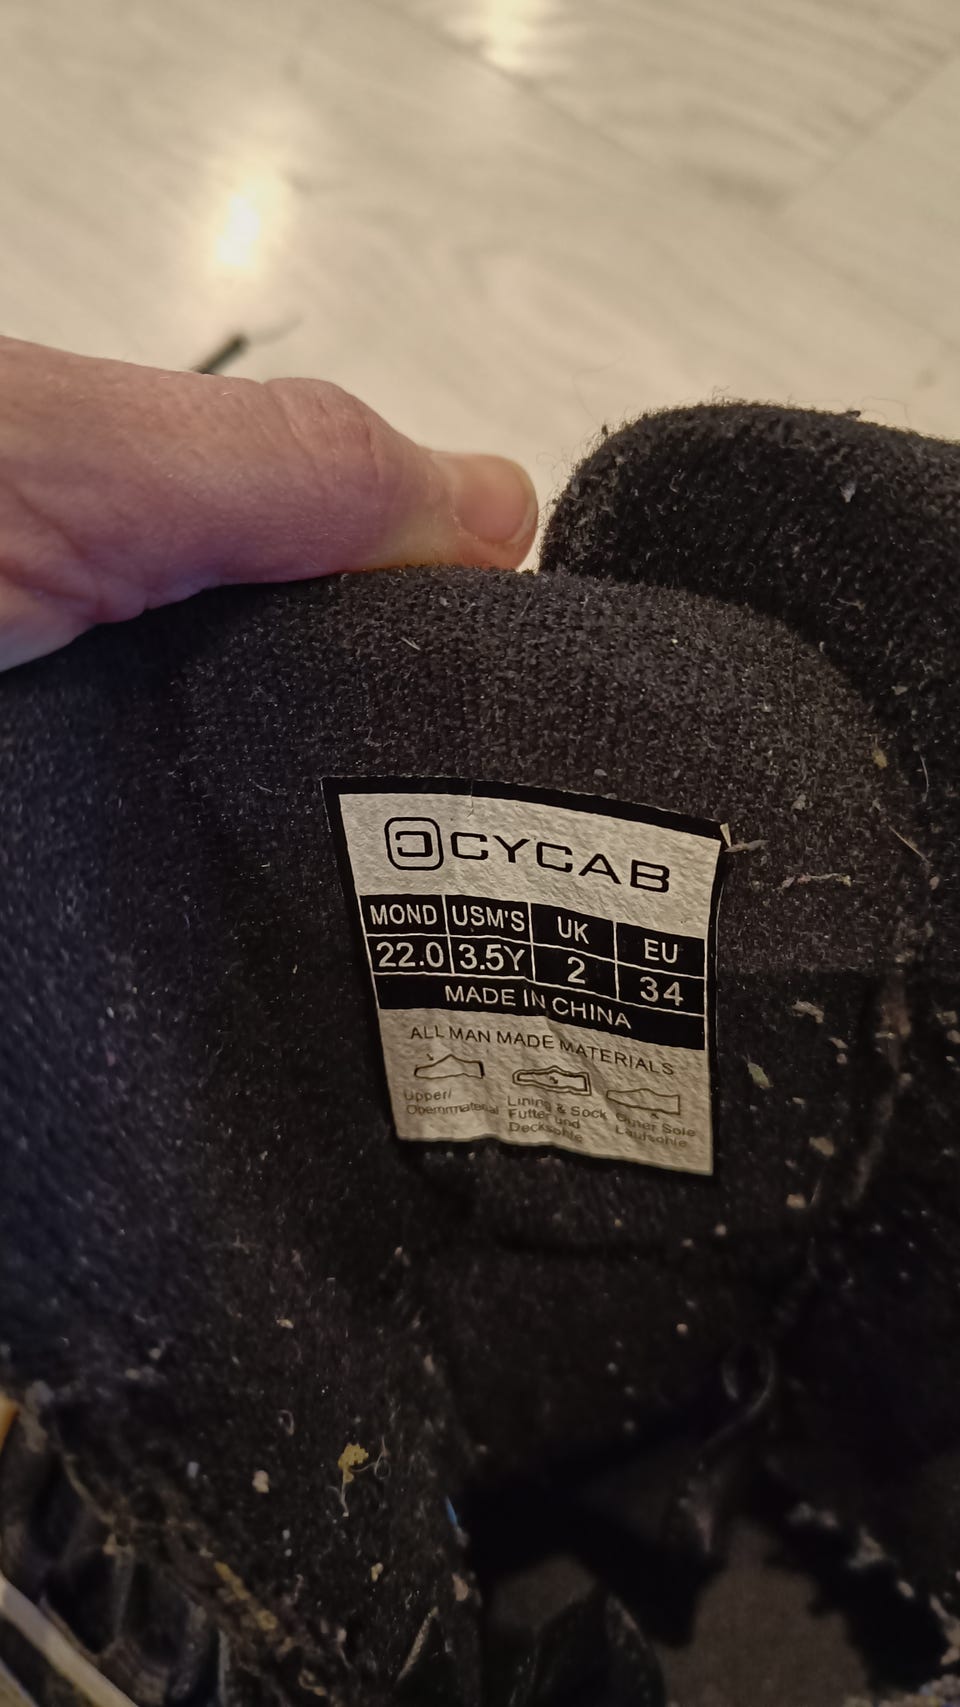 CYCAB
MOND USM'S UK EU
22.0 3.5Y 2 34
MADE IN CHINA
ALL MAN MADE MATERIALS
Upper/ Lining & Sock Outer Sole
Obermmaterial Futter und Laufsohle
Decksohle